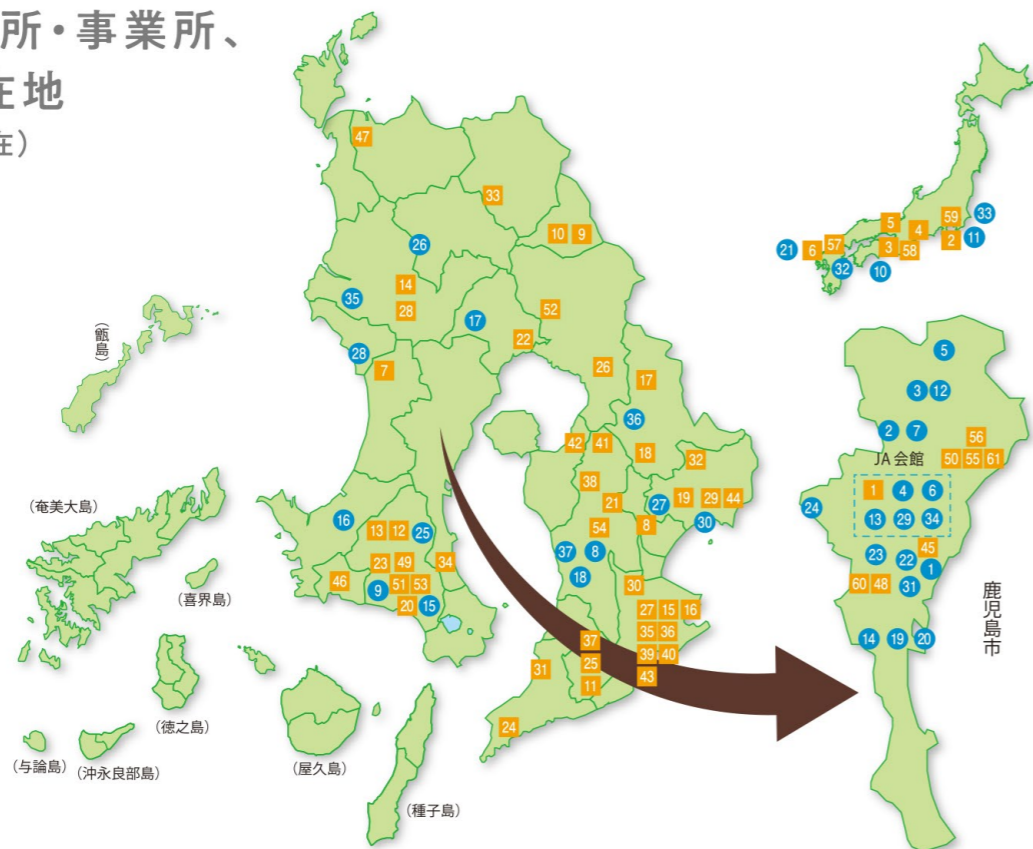 所・事業所、
在地
在）
47
33
10 9
26
14
35
28
17
52
22
28
7
26
17
36
42 41
18
32
38
21
27 19 29 44
8
30
54
37 8
18
30
27 15 16
35 36
39 40
43
37
25
11
31
24
16
13 12 25
23 49 34
46
9 51 53
20 15
（甑島）
（奄美大島）
（喜界島）
（徳之島）
（与論島）
（沖永良部島）
（屋久島）
（種子島）
5 4 59 33
21 6 57 3 58 2 11
32 10
5
3 12
2 7
56
JA会館
50 55 61
1 4 6
24
13 29 34
45
23 22 1
60 48 31
14 19 20
鹿児島市